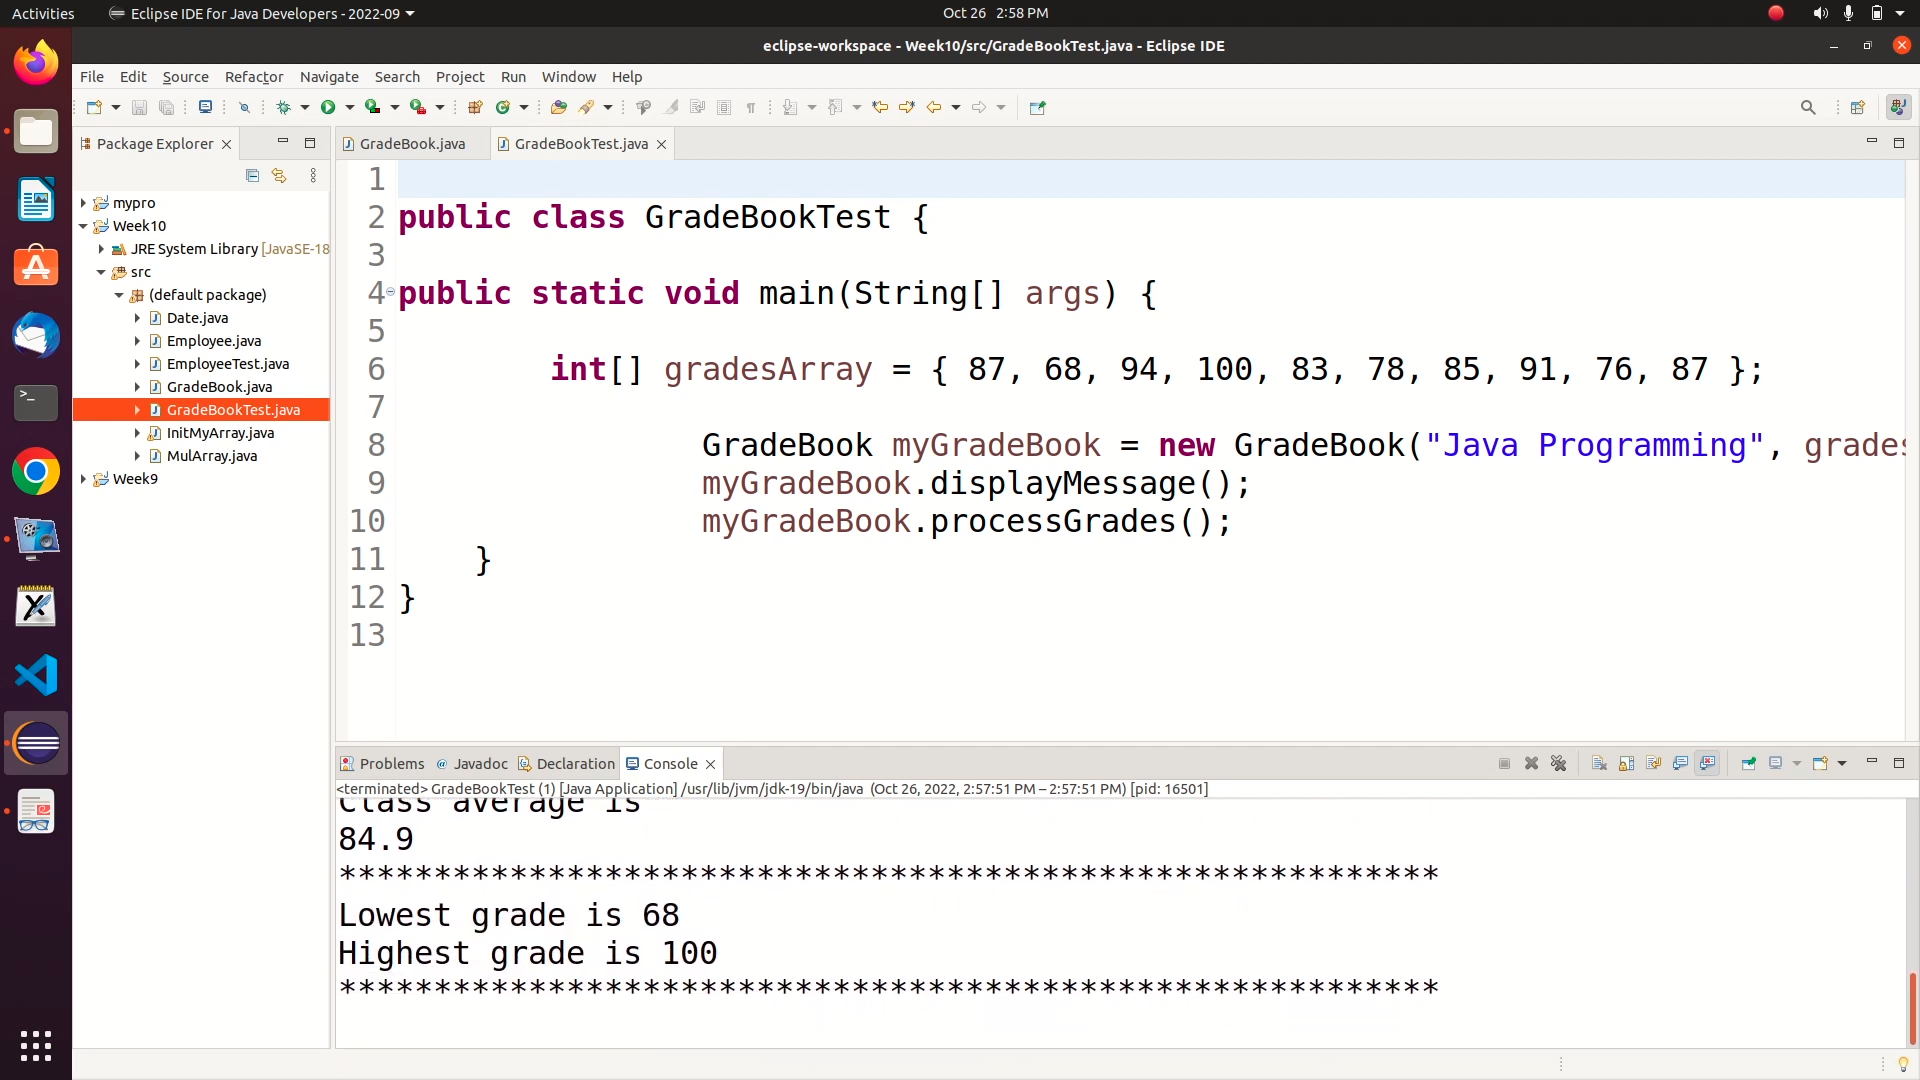 Activities
Eclipse IDE for Java Developers - 2022-09
Oct 26 2:58 PM
eclipse-workspace - Week10/src/GradeBookTest.java - Eclipse IDE
File Edit Source Refactor Navigate Search Project Run Window Help
Package Explorer
GradeBook.java
GradeBookTest.java
mypro
Week10
JRE System Library [JavaSE-18
src
(default package)
Date.java
Employee.java
EmployeeTest.java
GradeBook.java
GradeBookTest.java
InitMyArray.java
MulArray.java
Week9
1
2 public class GradeBookTest {
3
4 public static void main(String[] args) {
5
6 int[] gradesArray = { 87, 68, 94, 100, 83, 78, 85, 91, 76, 87 };
7
8 GradeBook myGradeBook = new GradeBook("Java Programming", grades
9 myGradeBook.displayMessage();
10 myGradeBook.processGrades();
11 }
12 }
13
Problems @ Javadoc Declaration Console
<terminated> GradeBookTest (1) [Java Application] /usr/lib/jvm/jdk-19/bin/java (Oct 26, 2022, 2:57:51 PM – 2:57:51 PM) [pid: 16501]
Class average is
84.9
**********************************************************
Lowest grade is 68
Highest grade is 100
**********************************************************